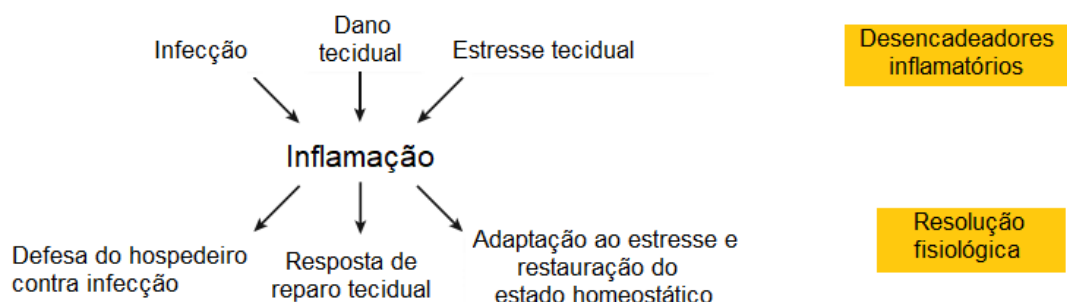 Infecção
Dano
tecidual
Estresse tecidual
Desencadeadores
inflamatórios
Inflamação
Defesa do hospedeiro
contra infecção
Resposta de
reparo tecidual
Adaptação ao estresse e
restauração do
estado homeostático
Resolução
fisiológica